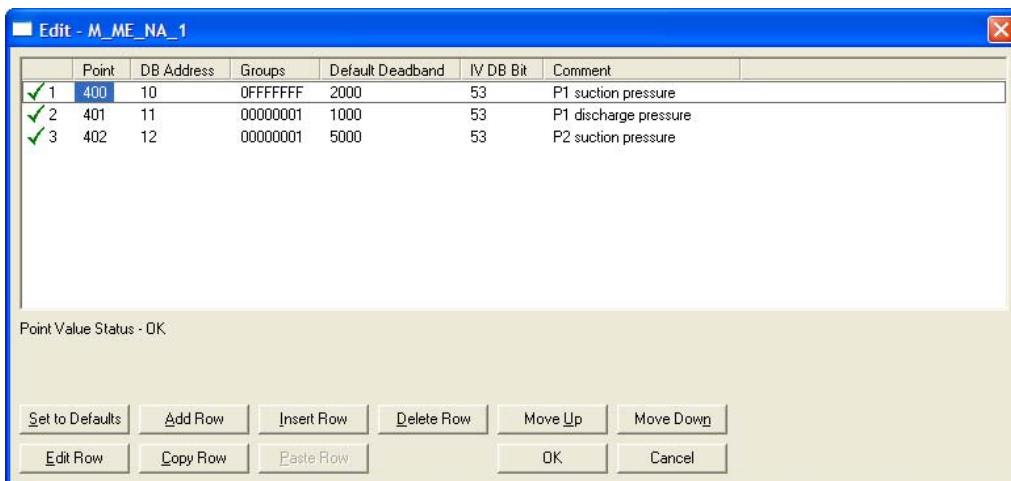 Edit - M_ME_NA_1
Point DB Address Groups Default Deadband IV DB Bit Comment
1 400 10 0FFFFFFF 2000 53 P1 suction pressure
2 401 11 00000001 1000 53 P1 discharge pressure
3 402 12 00000001 5000 53 P2 suction pressure
Point Value Status - OK
Set to Defaults Add Row Insert Row Delete Row Move Up Move Down
Edit Row Copy Row Paste Row OK Cancel